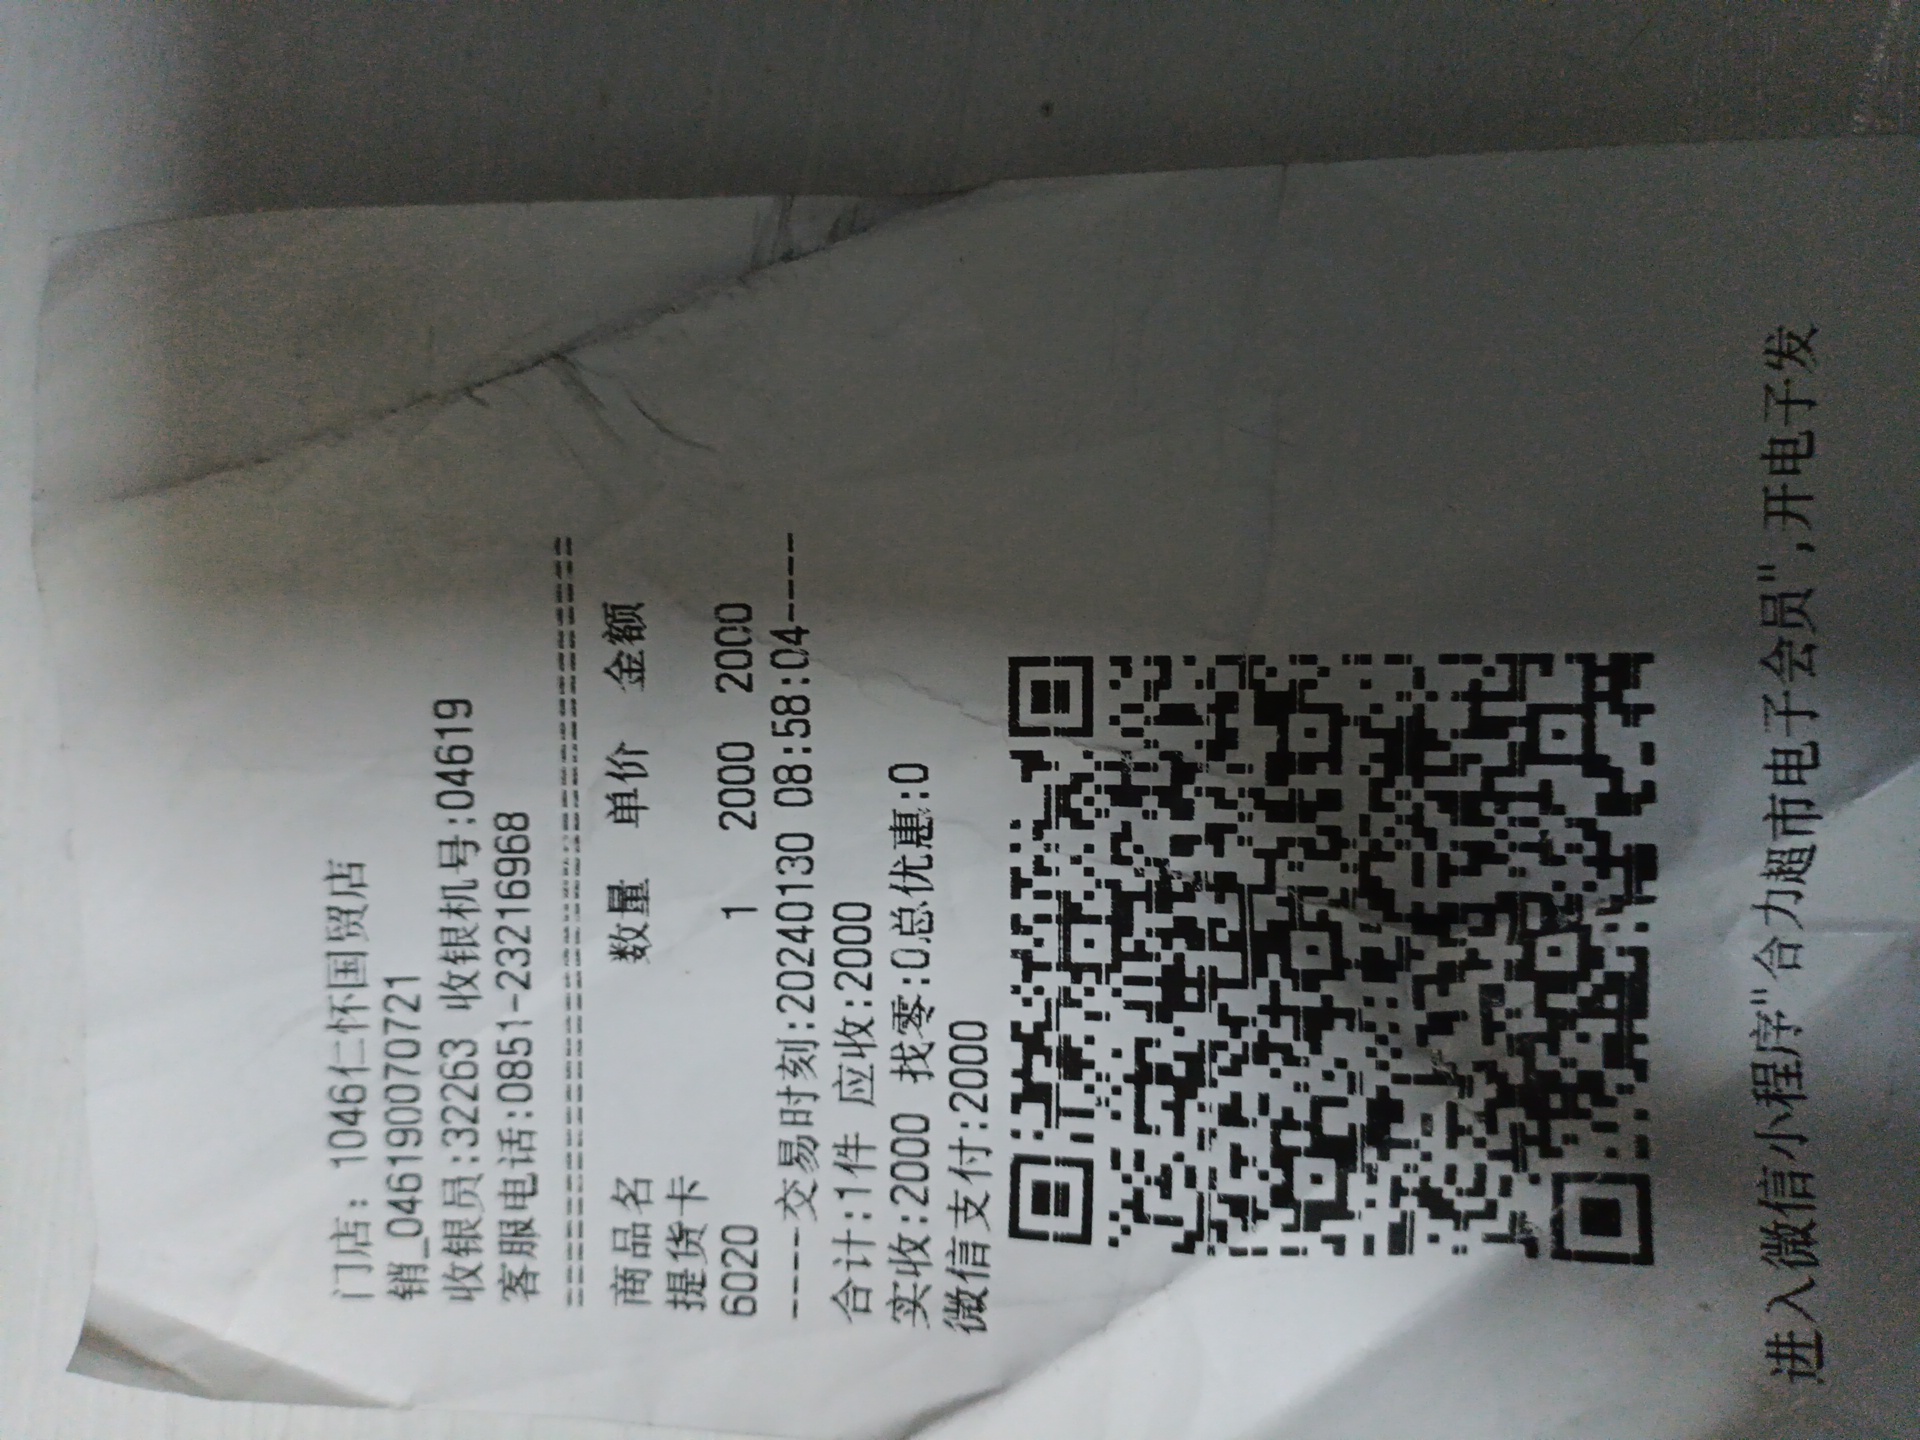 门店: 1046仁怀国贸店
销_046190070721
收银员:32263 收银机号:04619
客服电话:0851-23216968
==================================================
商品名 数量 单价 金额
提货卡
6020 1 2000 2000
----交易时刻:20240130 08:58:04----
合计:1件 应收:2000
实收:2000 找零:0总优惠:0
微信支付:2000
进入微信小程序"合力超市电子会员",开电子发